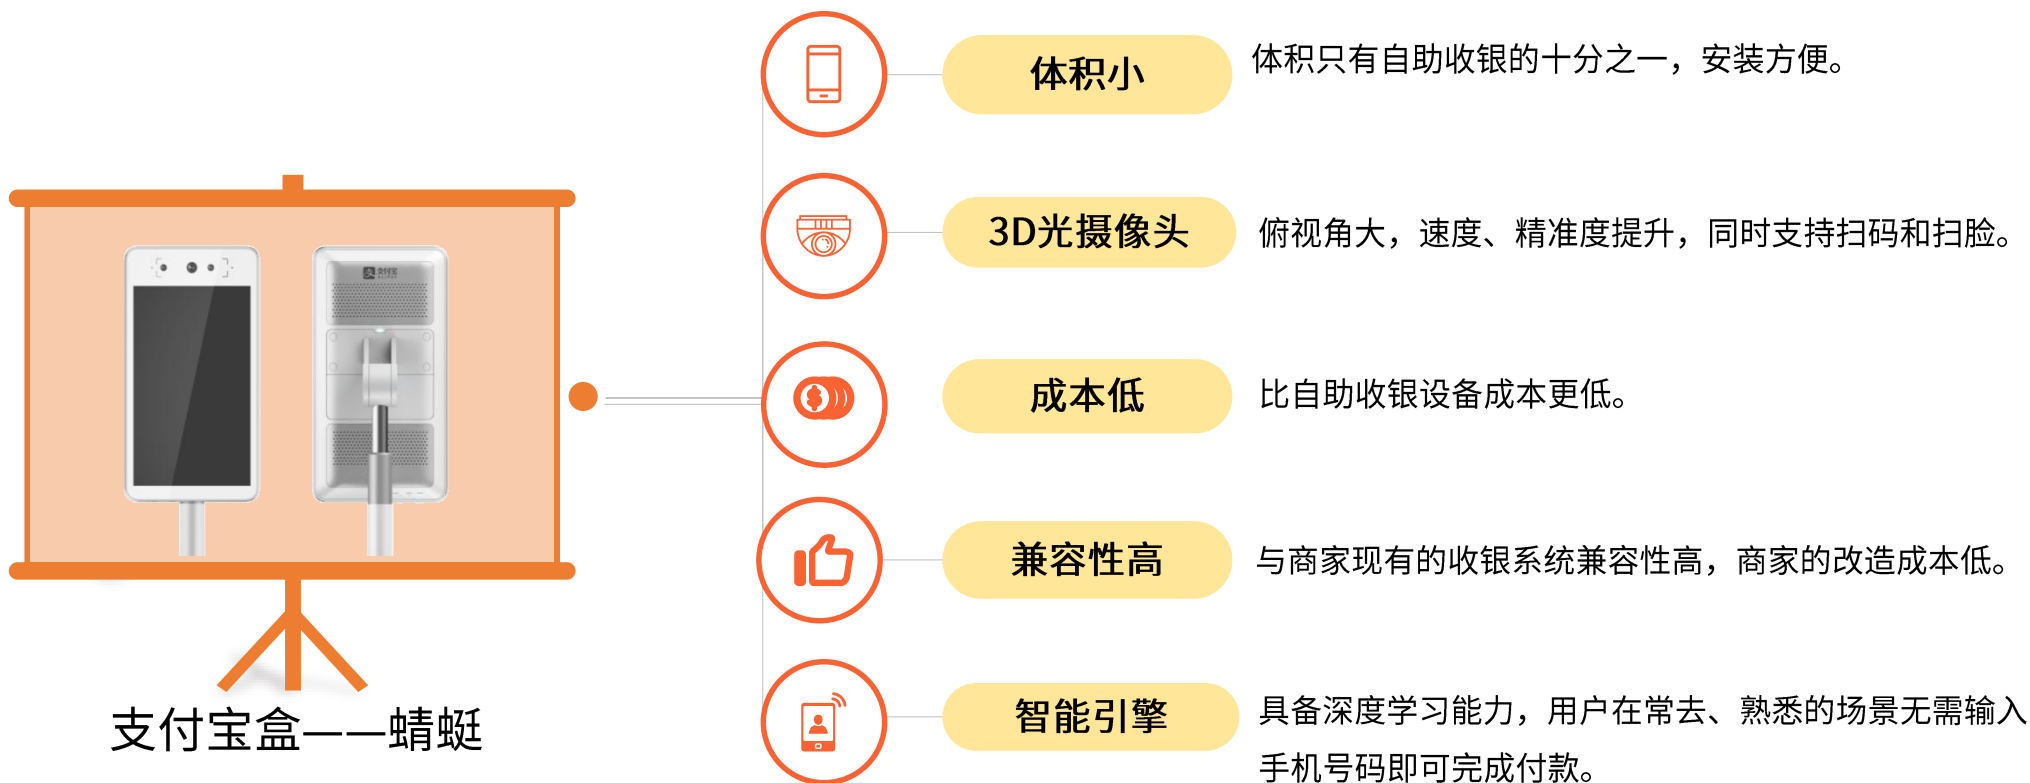 体积小
体积只有自助收银的十分之一，安装方便。
3D光摄像头
俯视角大，速度、精准度提升，同时支持扫码和扫脸。
支付宝
成本低
比自助收银设备成本更低。
兼容性高
与商家现有的收银系统兼容性高，商家的改造成本低。
智能引擎
具备深度学习能力，用户在常去、熟悉的场景无需输入
手机号码即可完成付款。
支付宝盒——蜻蜓